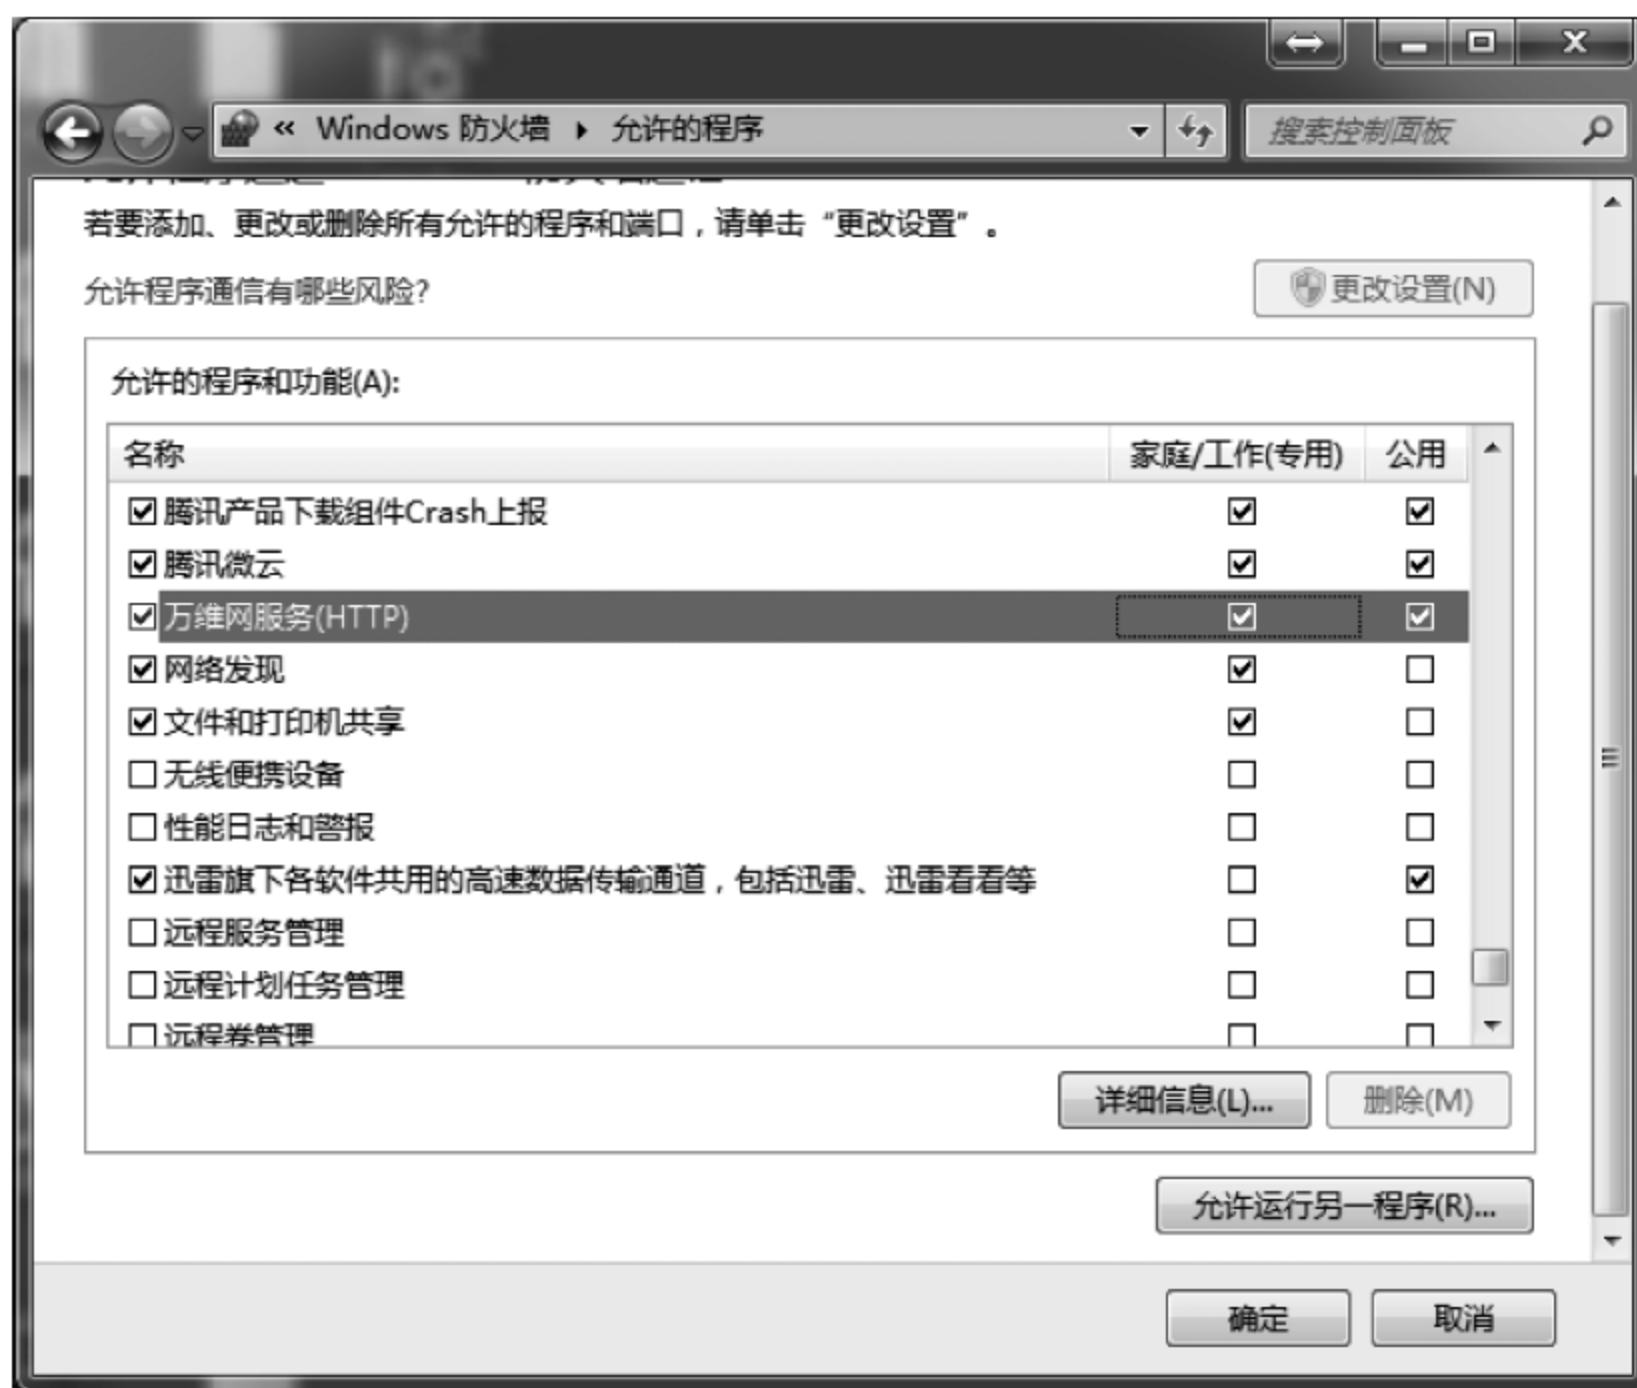 « Windows 防火墙 ▸ 允许的程序
搜索控制面板
若要添加、更改或删除所有允许的程序和端口，请单击“更改设置”。
允许程序通信有哪些风险?
更改设置(N)
允许的程序和功能(A):
名称 家庭/工作(专用) 公用
腾讯产品下载组件Crash上报
腾讯微云
万维网服务(HTTP)
网络发现
文件和打印机共享
无线便携设备
性能日志和警报
迅雷旗下各软件共用的高速数据传输通道，包括迅雷、迅雷看看等
远程服务管理
远程计划任务管理
远程卷管理
详细信息(L)... 删除(M)
允许运行另一程序(R)...
确定 取消